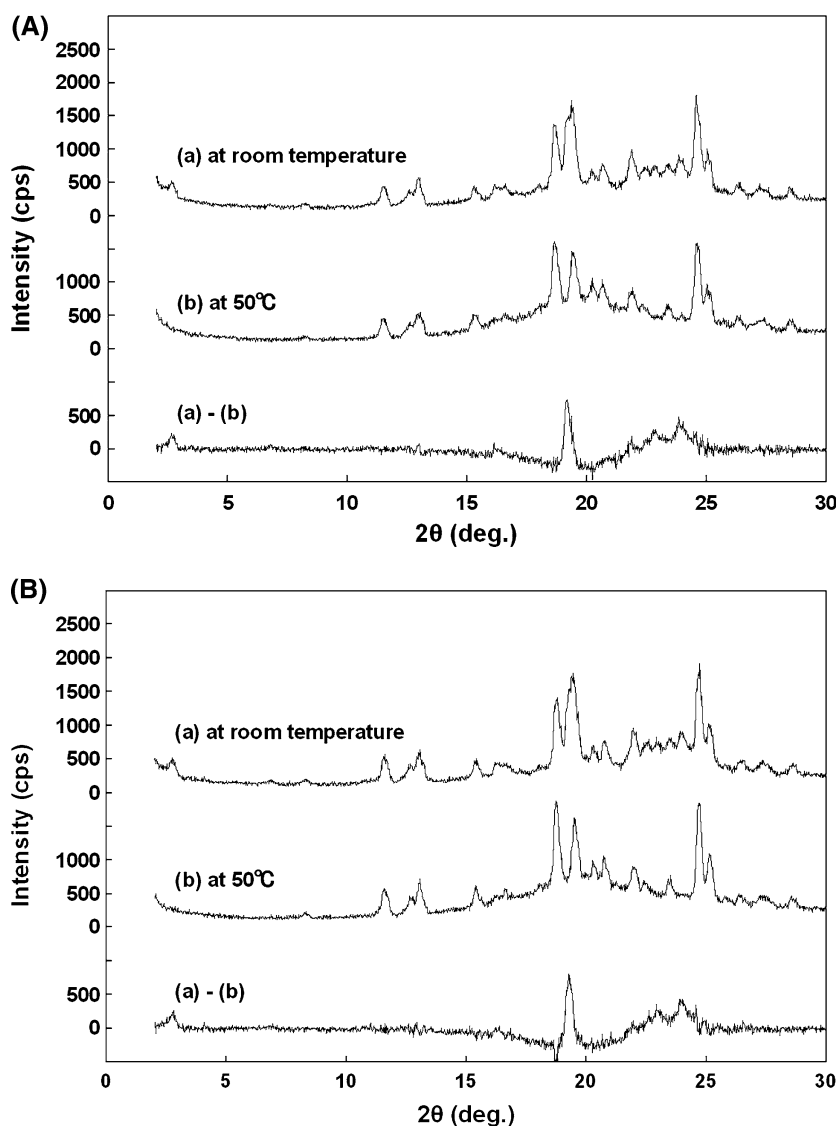 (A)
2500
2000
1500
(a) at room temperature
1000
500
0
Intensity (cps)
1000
(b) at 50°C
500
0
(a) - (b)
500
0
0 5 10 15 20 25 30
2θ (deg.)
(B)
2500
2000
1500
(a) at room temperature
1000
500
0
Intensity (cps)
1000
(b) at 50°C
500
0
(a) - (b)
500
0
0 5 10 15 20 25 30
2θ (deg.)